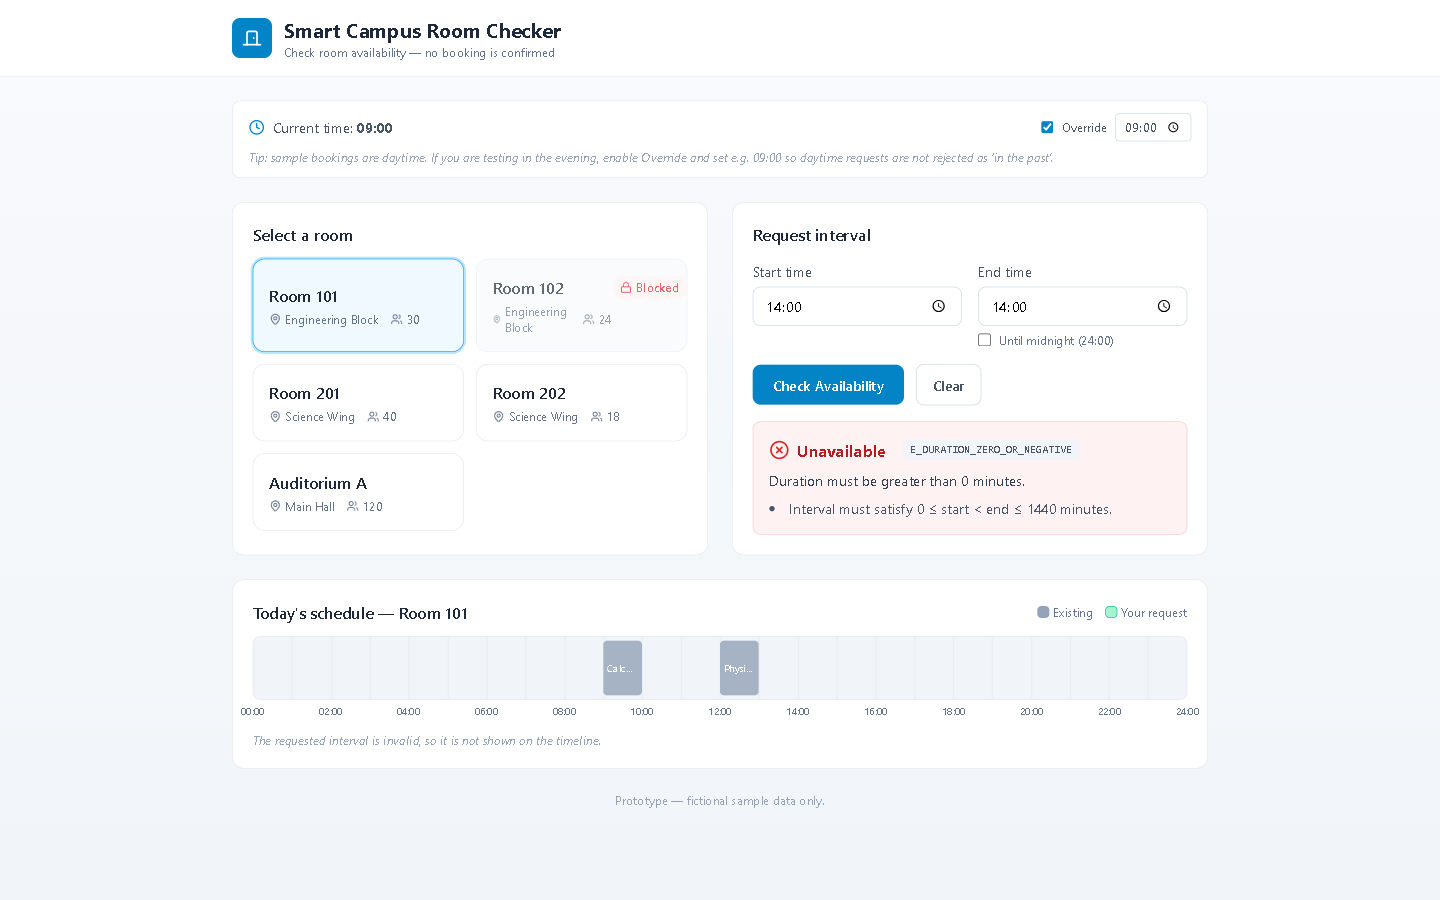 Smart Campus Room Checker
Check room availability — no booking is confirmed
Current time: 09:00
Override 09:00
Tip: sample bookings are daytime. If you are testing in the evening, enable Override and set e.g. 09:00 so daytime requests are not rejected as 'in the past'.
Select a room
Room 101
Engineering Block 30
Room 102
Blocked
Engineering
Block
24
Room 201
Science Wing 40
Room 202
Science Wing 18
Auditorium A
Main Hall 120
Request interval
Start time
End time
14:00
14:00
Until midnight (24:00)
Check Availability
Clear
Unavailable E_DURATION_ZERO_OR_NEGATIVE
Duration must be greater than 0 minutes.
• Interval must satisfy 0 ≤ start < end ≤ 1440 minutes.
Today's schedule — Room 101
Existing Your request
Calc...
Physi...
00:00 02:00 04:00 06:00 08:00 10:00 12:00 14:00 16:00 18:00 20:00 22:00 24:00
The requested interval is invalid, so it is not shown on the timeline.
Prototype — fictional sample data only.